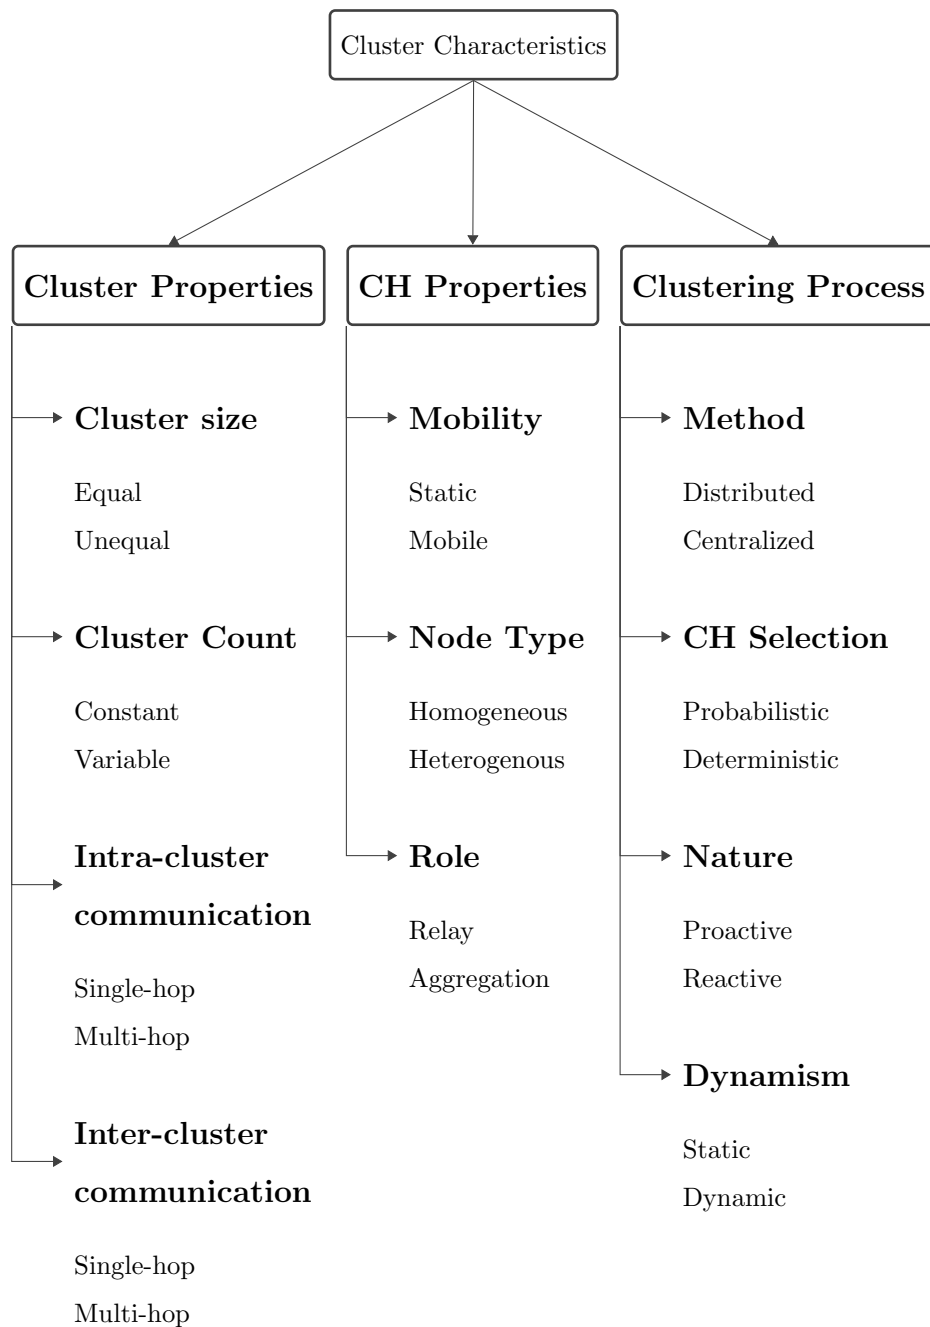 Cluster Characteristics
Cluster Properties
Cluster size
Equal
Unequal
Cluster Count
Constant
Variable
Intra-cluster
communication
Single-hop
Multi-hop
Inter-cluster
communication
Single-hop
Multi-hop
CH Properties
Mobility
Static
Mobile
Node Type
Homogeneous
Heterogenous
Role
Relay
Aggregation
Clustering Process
Method
Distributed
Centralized
CH Selection
Probabilistic
Deterministic
Nature
Proactive
Reactive
Dynamism
Static
Dynamic